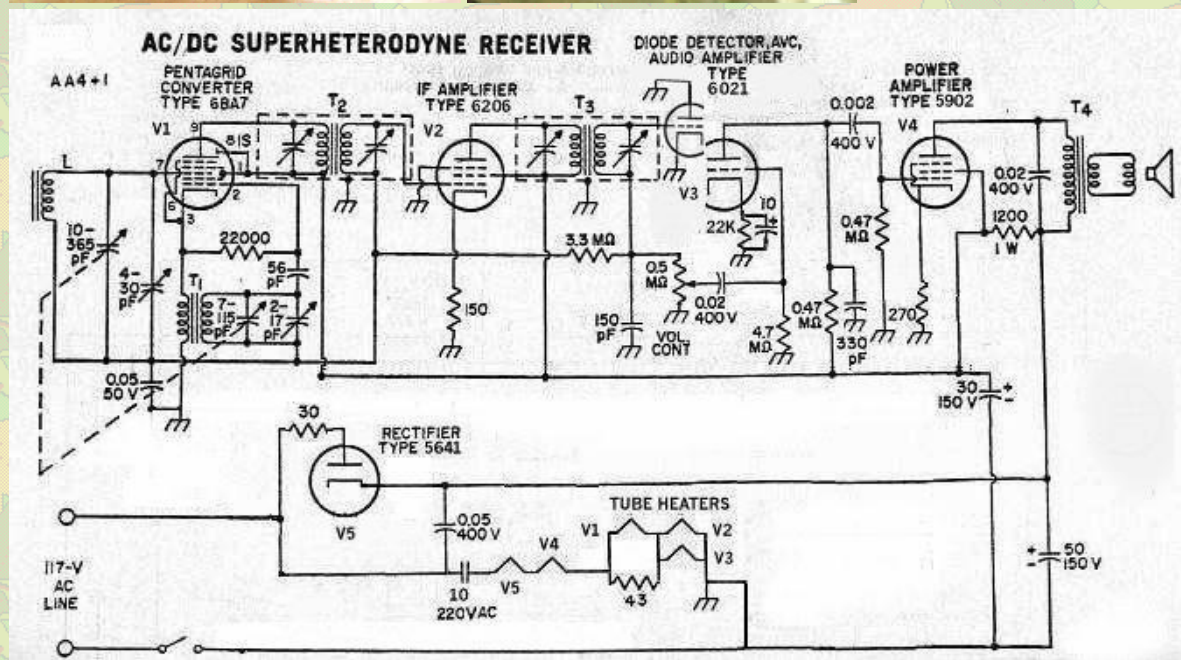 AC/DC SUPERHETERODYNE RECEIVER
AA4+1
PENTAGRID
CONVERTER
TYPE 6BA7
V1
9
8
IS
1
7
2
6
3
T2
IF AMPLIFIER
TYPE 6206
V2
T3
DIODE DETECTOR, AVC,
AUDIO AMPLIFIER
TYPE
6021
V3
0.002
400 V
POWER
AMPLIFIER
TYPE 5902
V4
T4
0.02
400 V
L
10-
365
pF
4-
30
pF
22000
56
pF
T1
7-
115
pF
2-
17
pF
0.05
50 V
150
3.3 MΩ
150
pF
0.5
MΩ
VOL.
CONT
0.02
400 V
22K
10
+
4.7
MΩ
0.47
MΩ
330
pF
0.47
MΩ
270
1200
1 W
30
150 V
+
-
30
RECTIFIER
TYPE 5641
V5
0.05
400 V
10
220VAC
V5
V4
TUBE HEATERS
V1
V2
V3
43
117-V
AC
LINE
+
-
50
150 V